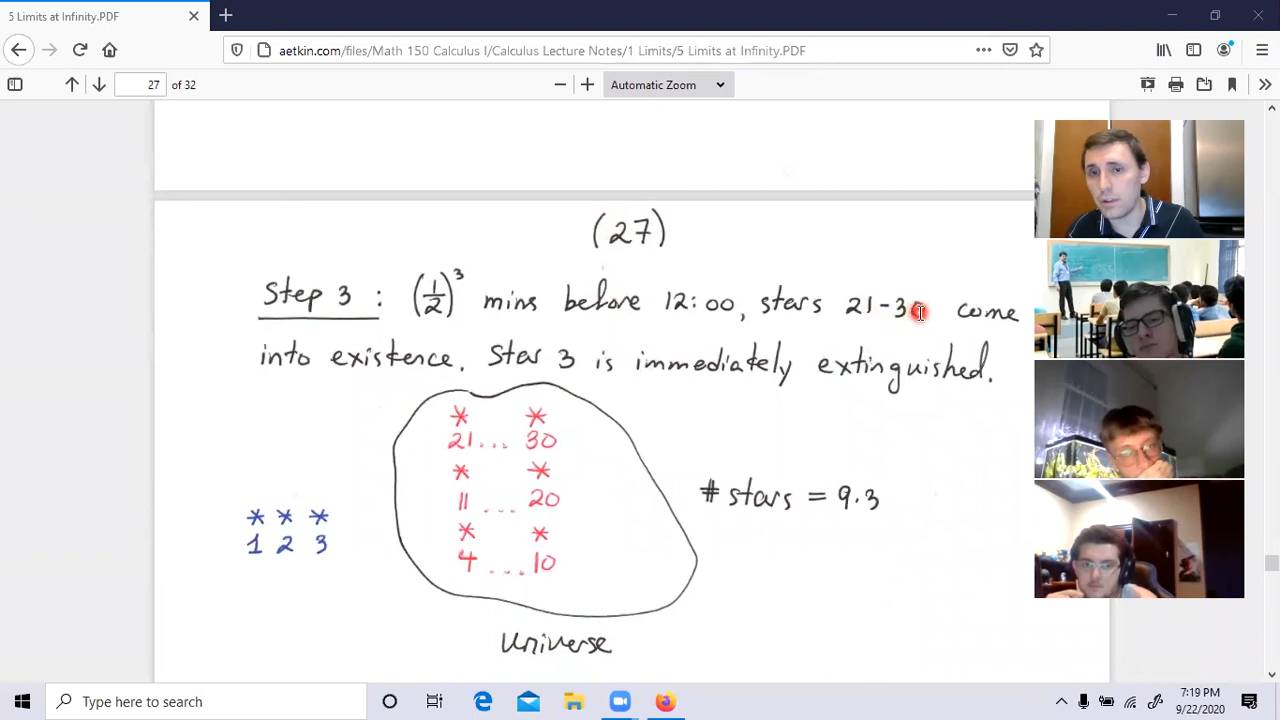 5 Limits at Infinity.PDF
aetkin.com/files/Math 150 Calculus I/Calculus Lecture Notes/1 Limits/5 Limits at Infinity.PDF
27 of 32
Automatic Zoom
(27)
Step 3 : (1/2)³ mins before 12:00, stars 21-30 come
into existence. Star 3 is immediately extinguished.
* *
21... 30
* *
11 .... 20
* *
4 .... 10
* * *
1 2 3
# stars = 9.3
Universe
Type here to search
7:19 PM
9/22/2020